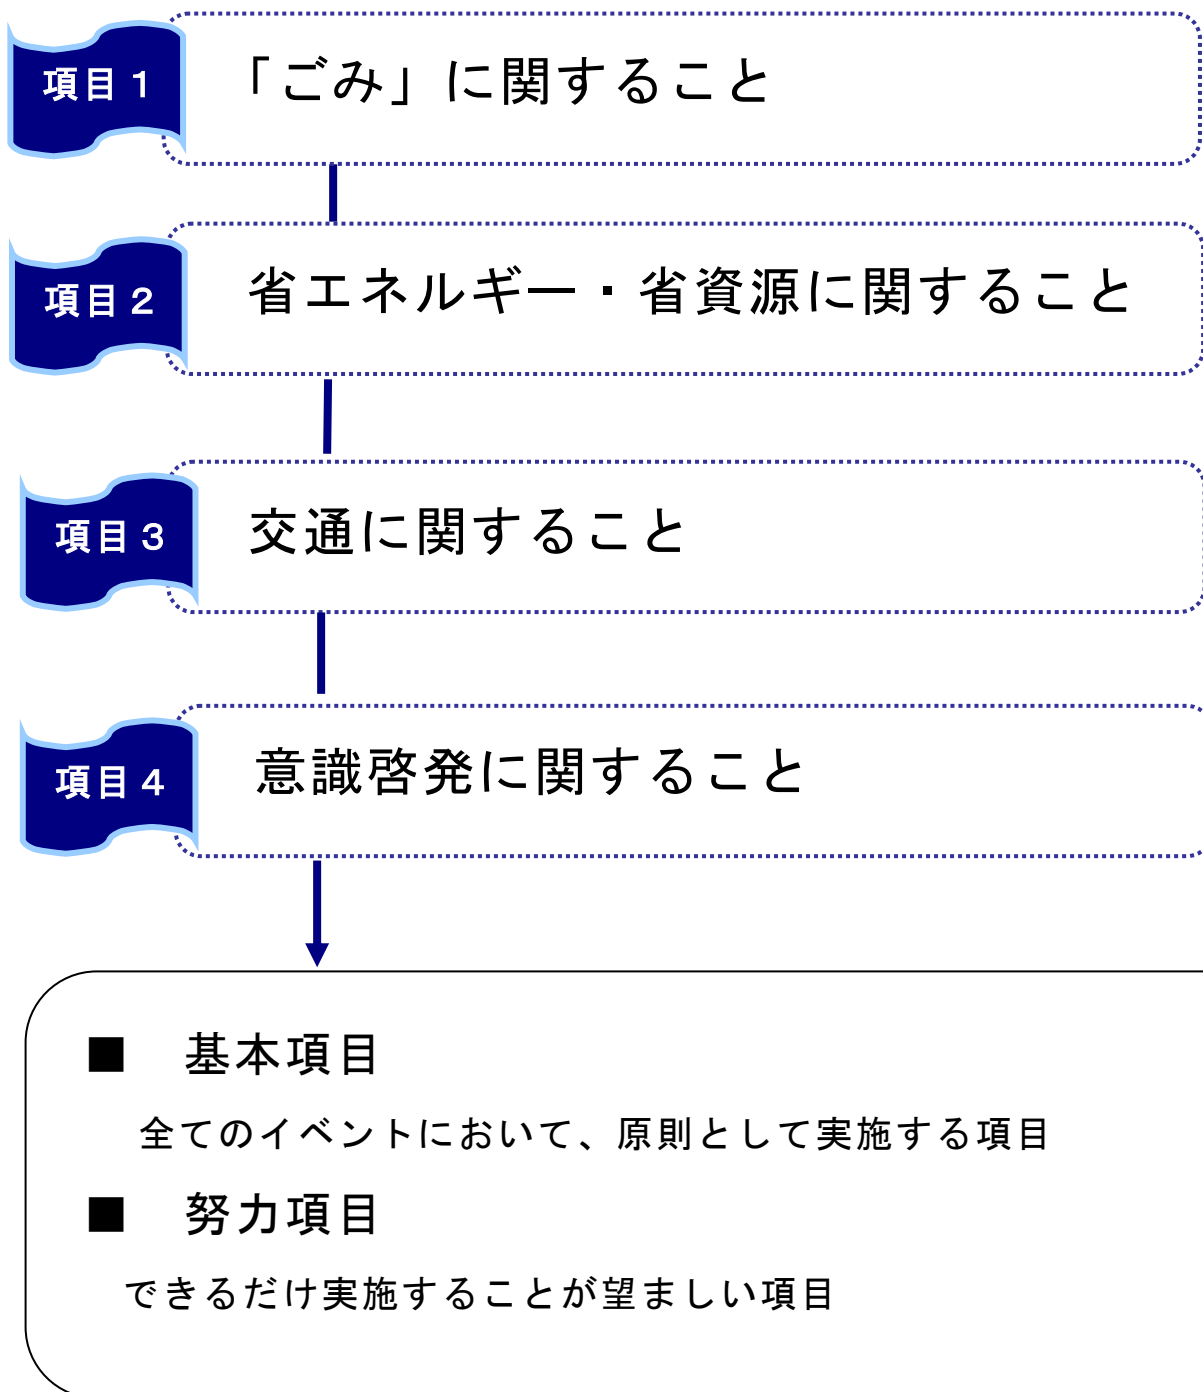 項目１
「ごみ」に関すること
項目２
省エネルギー・省資源に関すること
項目３
交通に関すること
項目４
意識啓発に関すること
■　基本項目
全てのイベントにおいて、原則として実施する項目
■　努力項目
できるだけ実施することが望ましい項目